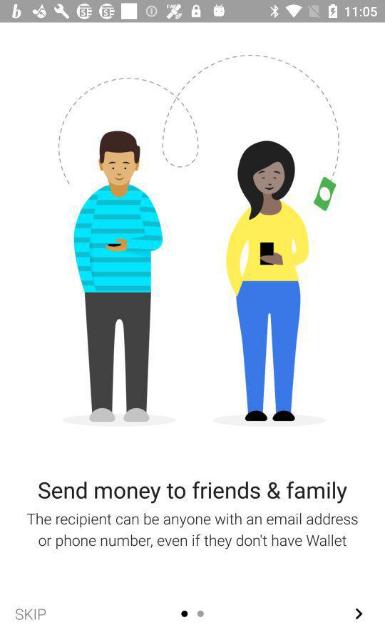 11:05
Send money to friends & family
The recipient can be anyone with an email address
or phone number, even if they don't have Wallet
SKIP